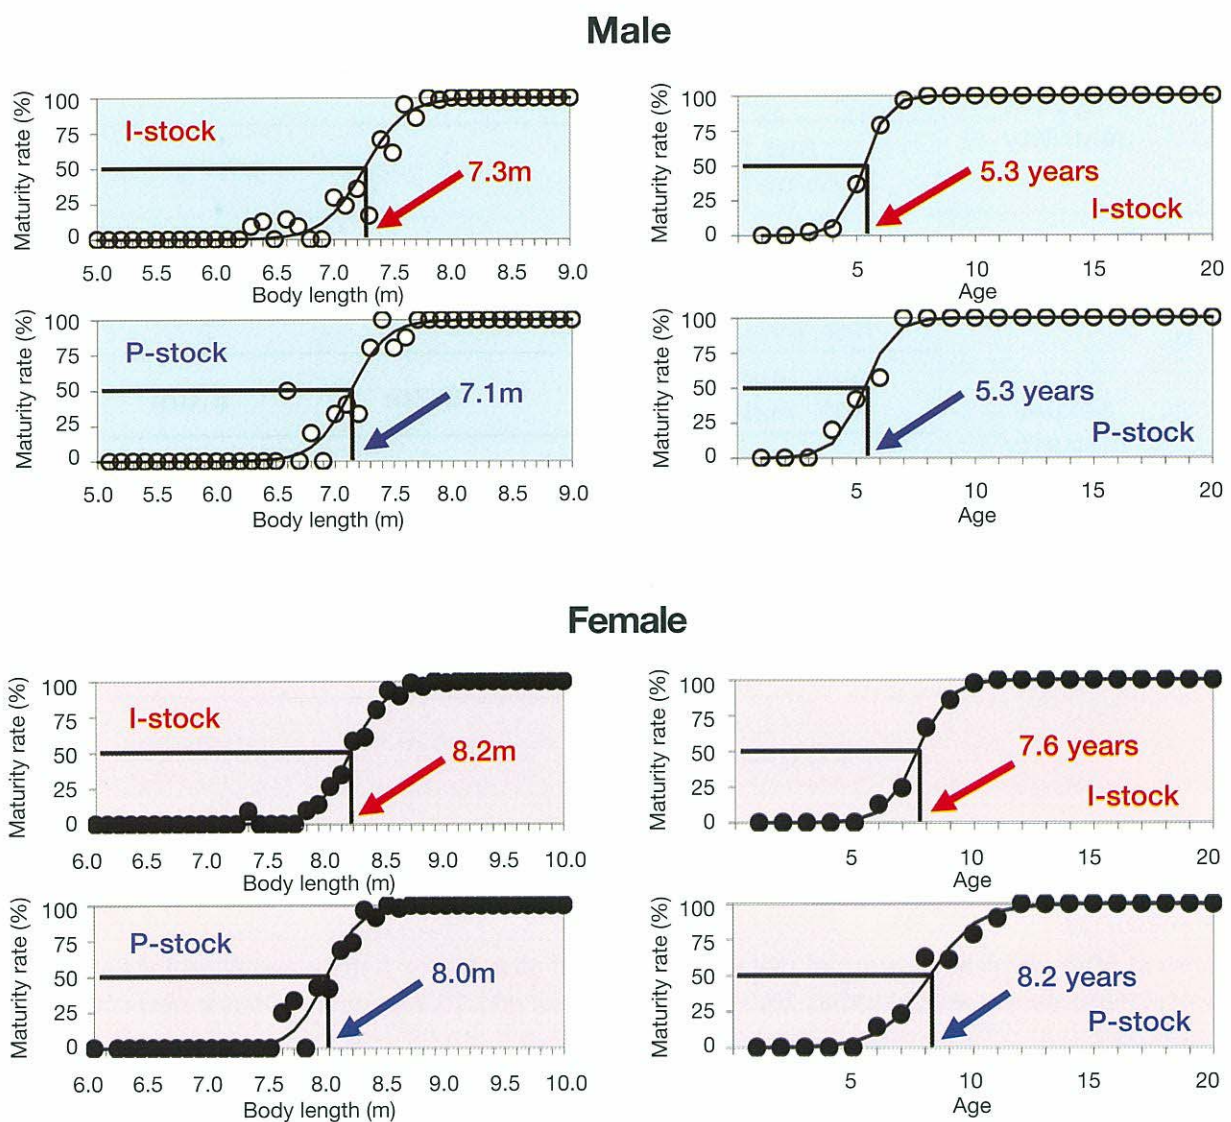 Male
Maturity rate (%)
100
75
50
25
0
I-stock
7.3m
5.0 5.5 6.0 6.5 7.0 7.5 8.0 8.5 9.0
Body length (m)
Maturity rate (%)
100
75
50
25
0
5.3 years
I-stock
5 10 15 20
Age
Maturity rate (%)
100
75
50
25
0
P-stock
7.1m
5.0 5.5 6.0 6.5 7.0 7.5 8.0 8.5 9.0
Body length (m)
Maturity rate (%)
100
75
50
25
0
5.3 years
P-stock
5 10 15 20
Age
Female
Maturity rate (%)
100
75
50
25
0
I-stock
8.2m
6.0 6.5 7.0 7.5 8.0 8.5 9.0 9.5 10.0
Body length (m)
Maturity rate (%)
100
75
50
25
0
7.6 years
I-stock
5 10 15 20
Age
Maturity rate (%)
100
75
50
25
0
P-stock
8.0m
6.0 6.5 7.0 7.5 8.0 8.5 9.0 9.5 10.0
Body length (m)
Maturity rate (%)
100
75
50
25
0
8.2 years
P-stock
5 10 15 20
Age